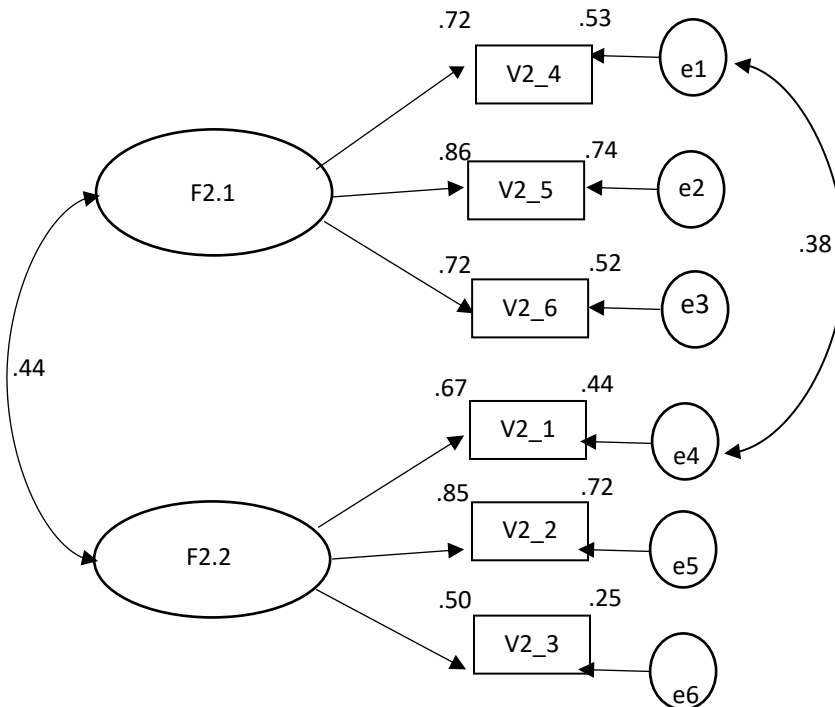 .72 .53
V2_4 e1
.86 .74
F2.1 V2_5 e2
.38
.72 .52
V2_6 e3
.44
.67 .44
V2_1 e4
.85 .72
F2.2 V2_2 e5
.50 .25
V2_3 e6